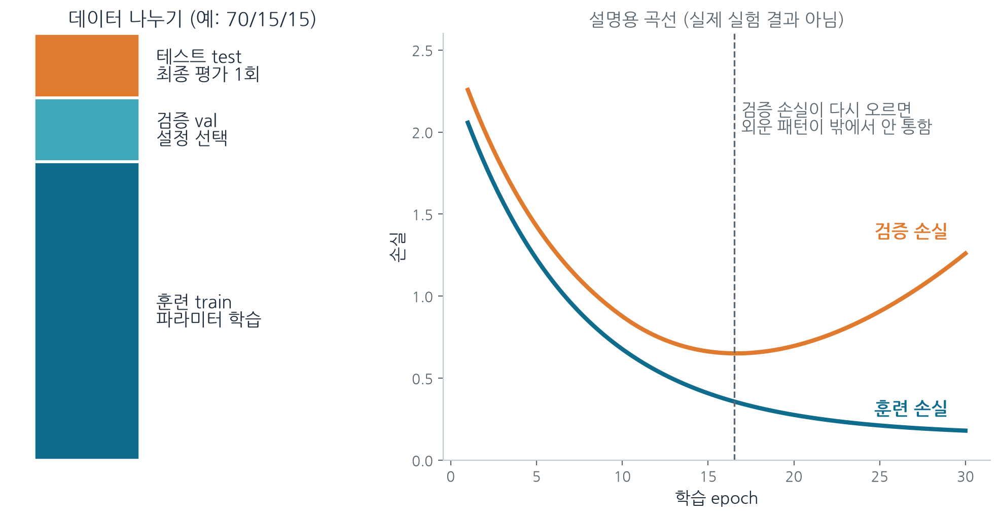 데이터 나누기 (예: 70/15/15)
테스트 test
최종 평가 1회
검증 val
설정 선택
훈련 train
파라미터 학습
설명용 곡선 (실제 실험 결과 아님)
손실
2.5
2.0
1.5
1.0
0.5
0.0
검증 손실이 다시 오르면
외운 패턴이 밖에서 안 통함
검증 손실
훈련 손실
0 5 10 15 20 25 30
학습 epoch